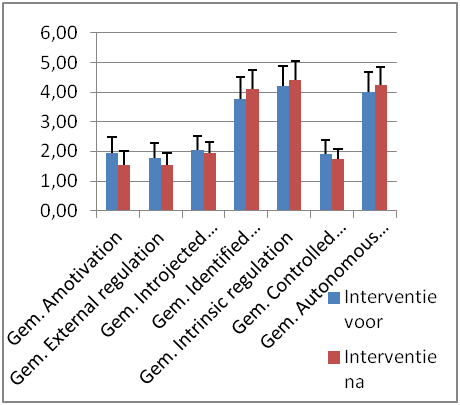 6,00
5,00
4,00
3,00
2,00
1,00
0,00
Gem. Amotivation
Gem. External regulation
Gem. Introjected...
Gem. Identified...
Gem. Intrinsic regulation
Gem. Controlled...
Gem. Autonomous...
Interventie
voor
Interventie
na